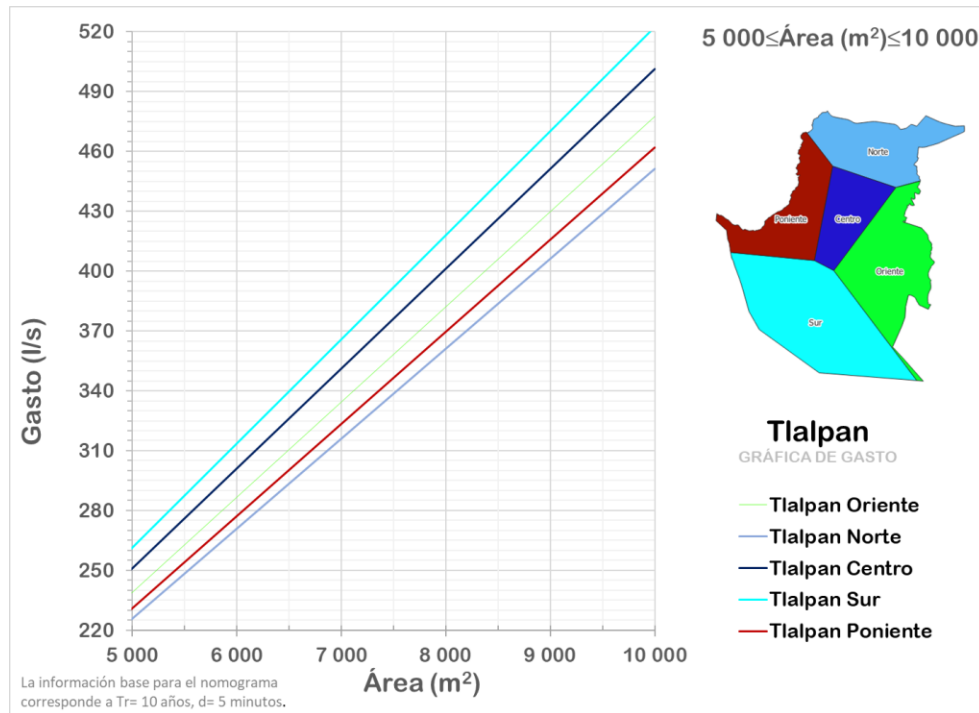 5 000≤Área (m²)≤10 000
520
490
460
430
400
370
340
310
280
250
220
Gasto (l/s)
5 000 6 000 7 000 8 000 9 000 10 000
Área (m²)
La información base para el nomograma
corresponde a Tr= 10 años, d= 5 minutos.
Norte
Poniente
Centro
Oriente
Sur
Tlalpan
GRÁFICA DE GASTO
Tlalpan Oriente
Tlalpan Norte
Tlalpan Centro
Tlalpan Sur
Tlalpan Poniente